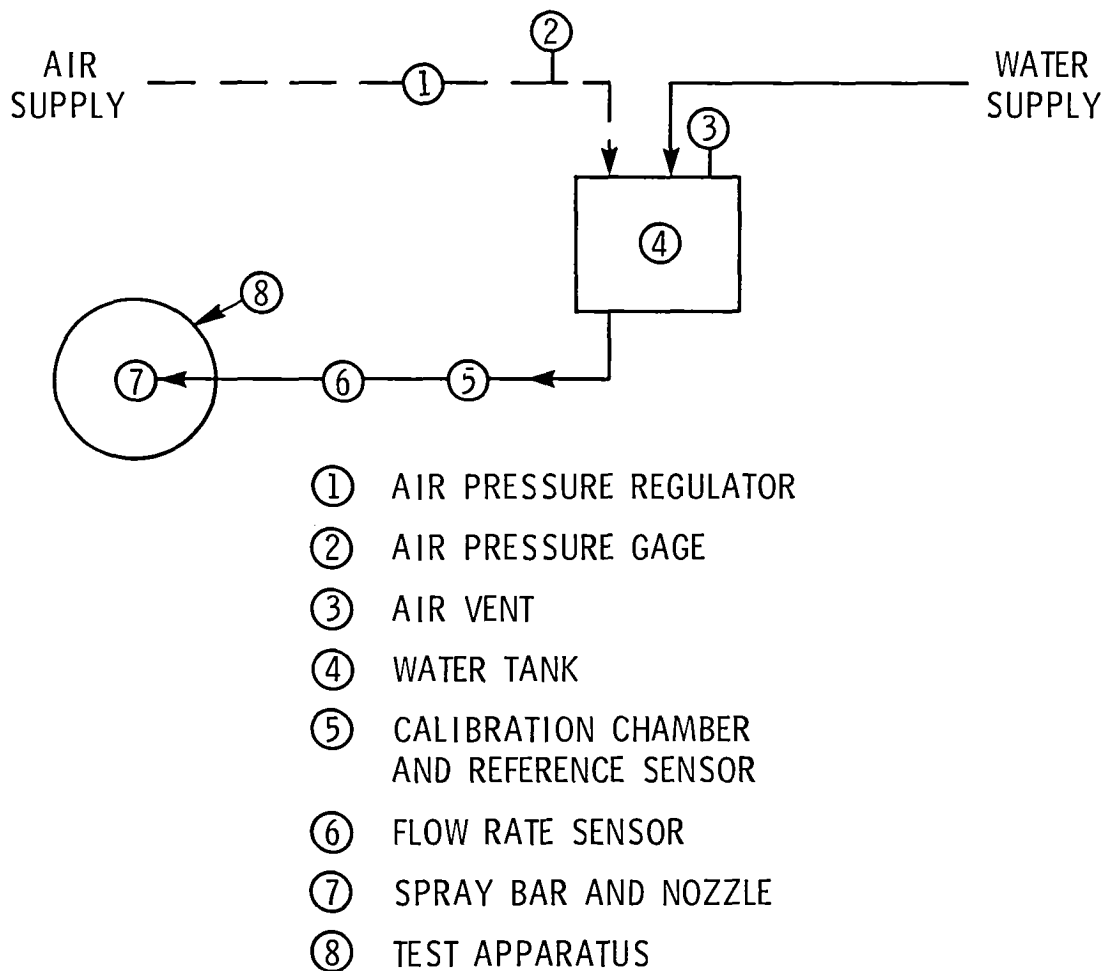 ②
AIR
SUPPLY
①
WATER
SUPPLY
③
④
⑧
⑦
⑥
⑤
① AIR PRESSURE REGULATOR
② AIR PRESSURE GAGE
③ AIR VENT
④ WATER TANK
⑤ CALIBRATION CHAMBER
AND REFERENCE SENSOR
⑥ FLOW RATE SENSOR
⑦ SPRAY BAR AND NOZZLE
⑧ TEST APPARATUS